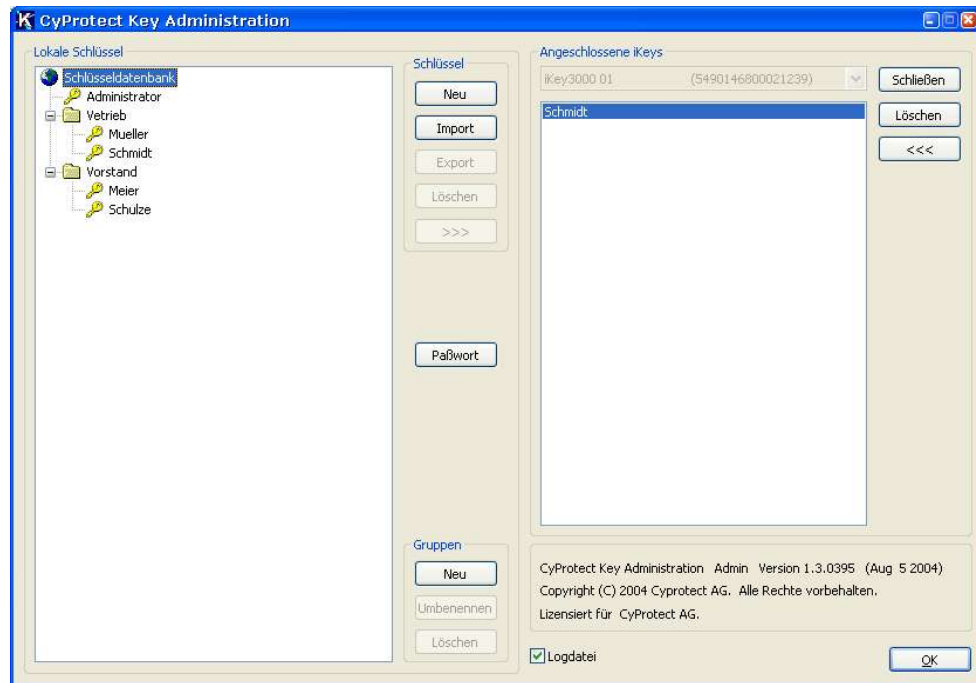 CyProtect Key Administration
Lokale Schlüssel
Schlüsseldatenbank
Administrator
Vetrieb
Mueller
Schmidt
Vorstand
Meier
Schulze
Schlüssel
Neu
Import
Export
Löschen
>>>
Paßwort
Gruppen
Neu
Umbenennen
Löschen
Angeschlossene iKeys
iKey3000 01 (5490146800021239)
Schmidt
Schließen
Löschen
<<<
CyProtect Key Administration Admin Version 1.3.0395 (Aug 5 2004)
Copyright (C) 2004 Cyprotect AG. Alle Rechte vorbehalten.
Lizensiert für CyProtect AG.
Logdatei
OK